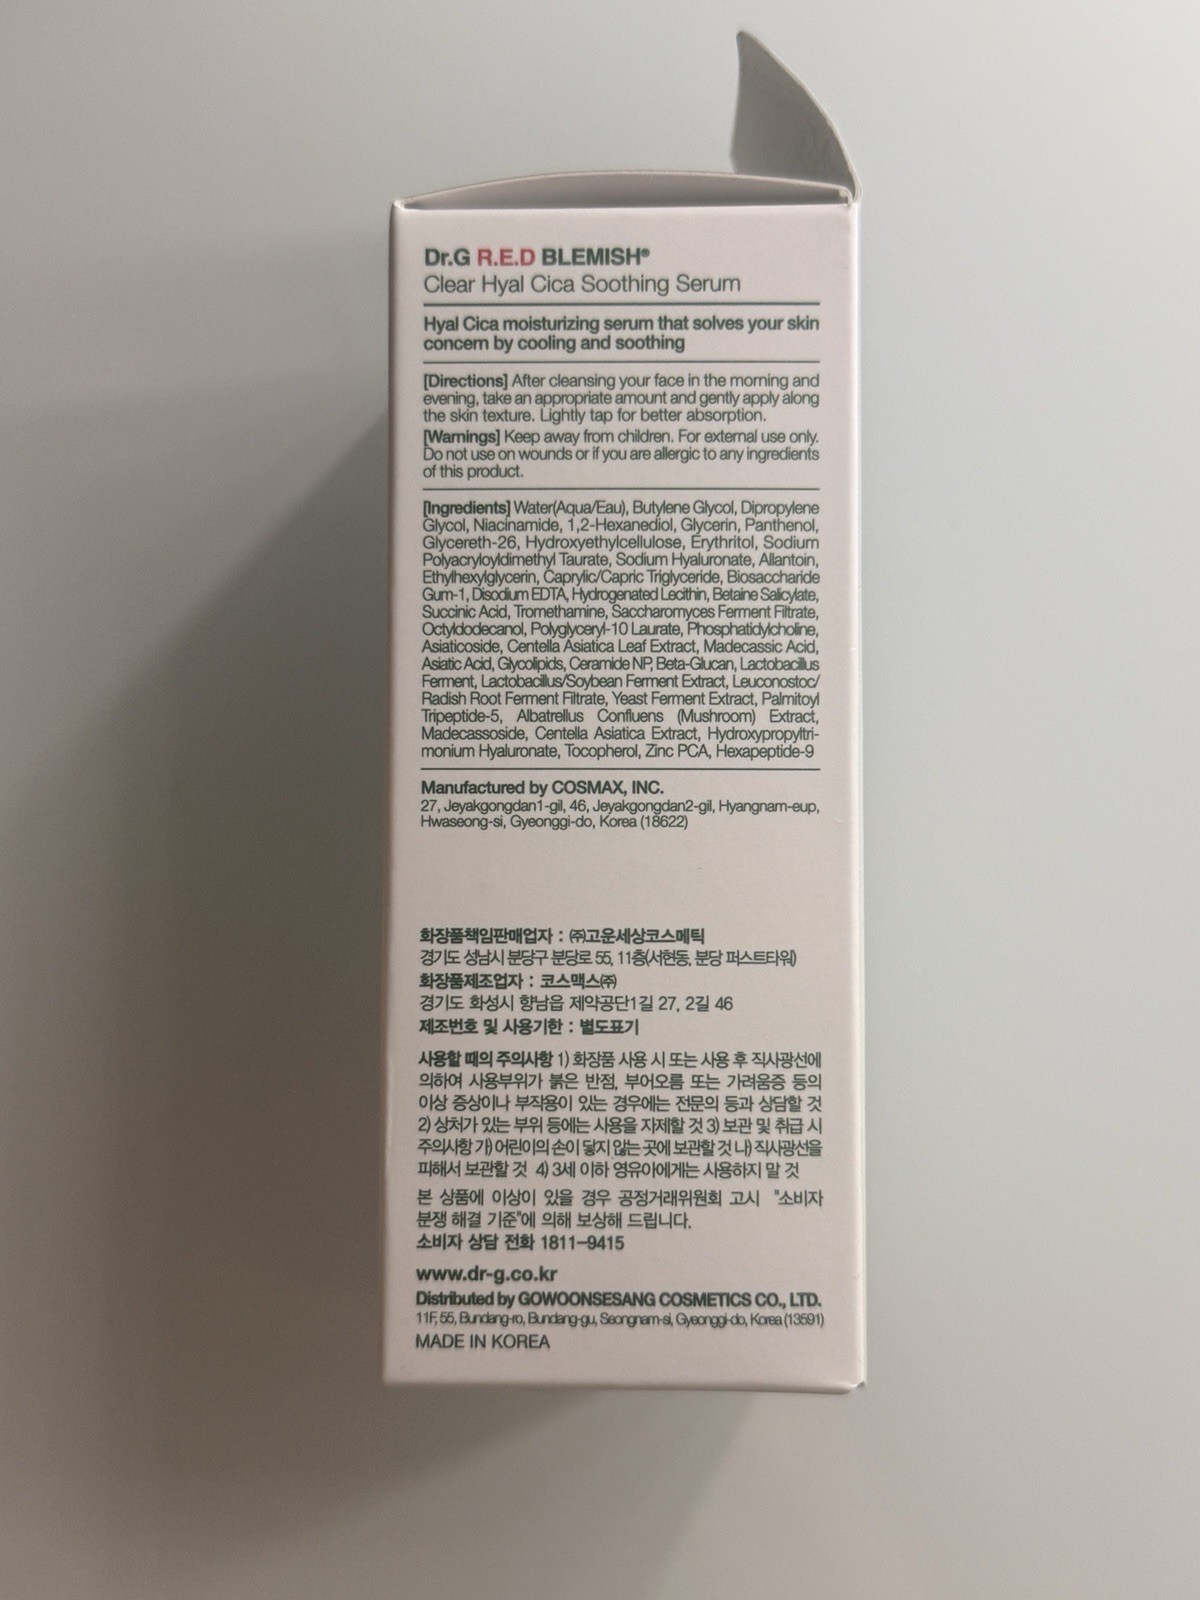 Dr.G R.E.D BLEMISH®
Clear Hyal Cica Soothing Serum
Hyal Cica moisturizing serum that solves your skin
concern by cooling and soothing
[Directions] After cleansing your face in the morning and
evening, take an appropriate amount and gently apply along
the skin texture. Lightly tap for better absorption.
[Warnings] Keep away from children. For external use only.
Do not use on wounds or if you are allergic to any ingredients
of this product.
[Ingredients] Water(Aqua/Eau), Butylene Glycol, Dipropylene
Glycol, Niacinamide, 1,2-Hexanediol, Glycerin, Panthenol,
Glycereth-26, Hydroxyethylcellulose, Erythritol, Sodium
Polyacryloyldimethyl Taurate, Sodium Hyaluronate, Allantoin,
Ethylhexylglycerin, Caprylic/Capric Triglyceride, Biosaccharide
Gum-1, Disodium EDTA, Hydrogenated Lecithin, Betaine Salicylate,
Succinic Acid, Tromethamine, Saccharomyces Ferment Filtrate,
Octyldodecanol, Polyglyceryl-10 Laurate, Phosphatidylcholine,
Asiaticoside, Centella Asiatica Leaf Extract, Madecassic Acid,
Asiatic Acid, Glycolipids, Ceramide NP, Beta-Glucan, Lactobacillus
Ferment, Lactobacillus/Soybean Ferment Extract, Leuconostoc/
Radish Root Ferment Filtrate, Yeast Ferment Extract, Palmitoyl
Tripeptide-5, Albatrellus Confluens (Mushroom) Extract,
Madecassoside, Centella Asiatica Extract, Hydroxypropyltri-
monium Hyaluronate, Tocopherol, Zinc PCA, Hexapeptide-9
Manufactured by COSMAX, INC.
27, Jeyakgongdan1-gil, 46, Jeyakgongdan2-gil, Hyangnam-eup,
Hwaseong-si, Gyeonggi-do, Korea (18622)
화장품책임판매업자 : ㈜고운세상코스메틱
경기도 성남시 분당구 분당로 55, 11층(서현동, 분당 퍼스트타워)
화장품제조업자 : 코스맥스㈜
경기도 화성시 향남읍 제약공단1길 27, 2길 46
제조번호 및 사용기한 : 별도표기
사용할 때의 주의사항 1) 화장품 사용 시 또는 사용 후 직사광선에
의하여 사용부위가 붉은 반점, 부어오름 또는 가려움증 등의
이상 증상이나 부작용이 있는 경우에는 전문의 등과 상담할 것
2) 상처가 있는 부위 등에는 사용을 자제할 것 3) 보관 및 취급 시
주의사항 가) 어린이의 손이 닿지 않는 곳에 보관할 것 나) 직사광선을
피해서 보관할 것 4) 3세 이하 영유아에게는 사용하지 말 것
본 상품에 이상이 있을 경우 공정거래위원회 고시 "소비자
분쟁 해결 기준"에 의해 보상해 드립니다.
소비자 상담 전화 1811-9415
www.dr-g.co.kr
Distributed by GOWOONSESANG COSMETICS CO., LTD.
11F, 55, Bundang-ro, Bundang-gu, Seongnam-si, Gyeonggi-do, Korea (13591)
MADE IN KOREA